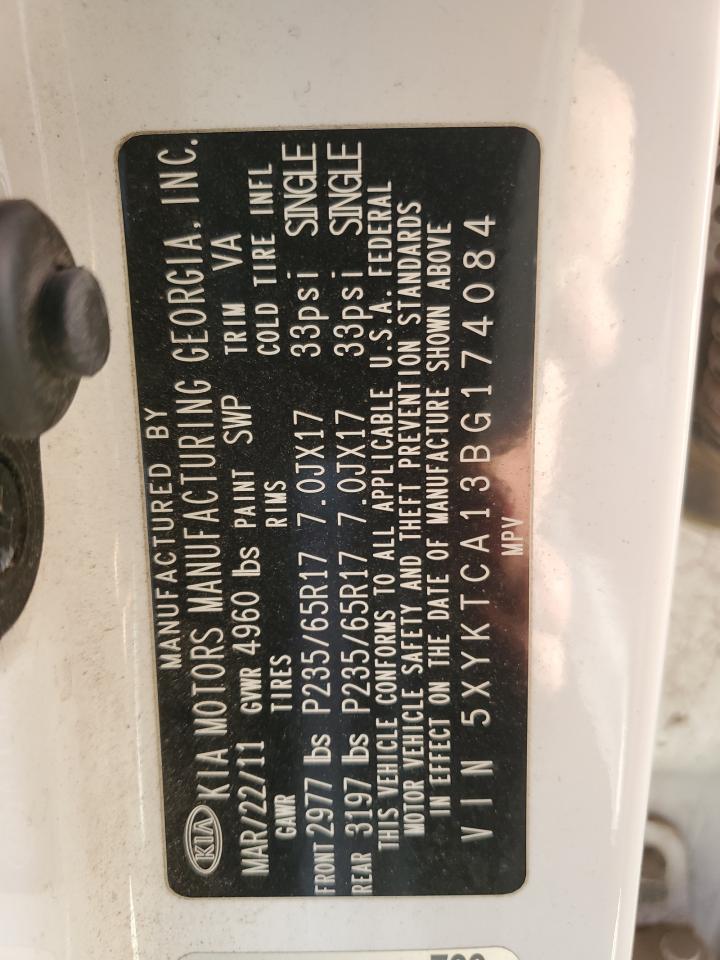 MANUFACTURED BY
KIA KIA MOTORS MANUFACTURING GEORGIA, INC.
MAR/22/11 GVWR 4960 lbs PAINT SWP TRIM VA
GAWR TIRES RIMS COLD TIRE INFL
FRONT 2977 lbs P235/65R17 7.0JX17 33psi SINGLE
REAR 3197 lbs P235/65R17 7.0JX17 33psi SINGLE
THIS VEHICLE CONFORMS TO ALL APPLICABLE U.S.A. FEDERAL
MOTOR VEHICLE SAFETY AND THEFT PREVENTION STANDARDS
IN EFFECT ON THE DATE OF MANUFACTURE SHOWN ABOVE
VIN 5XYKTCA13BG174084
MPV